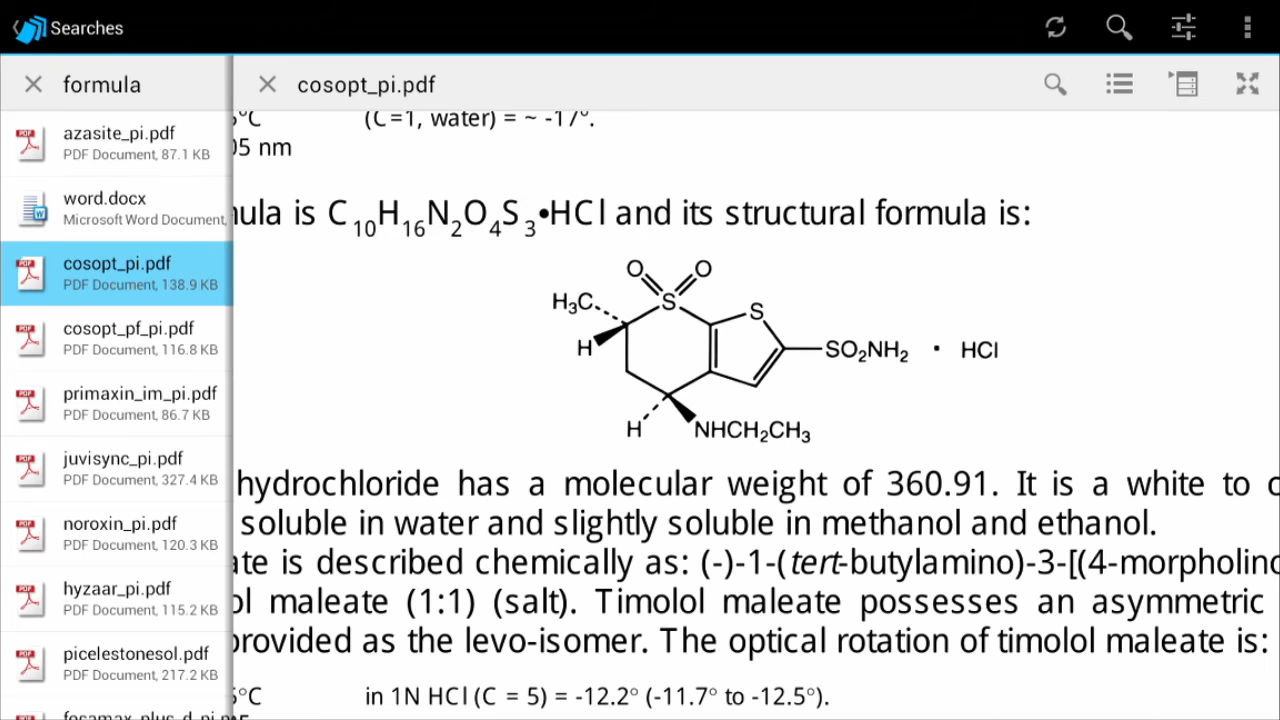 Searches
formula
cosopt_pi.pdf
azasite_pi.pdf
PDF Document, 87.1 KB
word.docx
Microsoft Word Document,
cosopt_pi.pdf
PDF Document, 138.9 KB
cosopt_pf_pi.pdf
PDF Document, 116.8 KB
primaxin_im_pi.pdf
PDF Document, 86.7 KB
juvisync_pi.pdf
PDF Document, 327.4 KB
noroxin_pi.pdf
PDF Document, 120.3 KB
hyzaar_pi.pdf
PDF Document, 115.2 KB
picelestonesol.pdf
PDF Document, 217.2 KB
fosamax_plus_d_pi.p
°C (C=1, water) = ~ -17°.
05 nm
mula is C₁₀H₁₆N₂O₄S₃•HCl and its structural formula is:
O O
H₃C S S
H SO₂NH₂ · HCl
H NHCH₂CH₃
hydrochloride has a molecular weight of 360.91. It is a white to
soluble in water and slightly soluble in methanol and ethanol.
ate is described chemically as: (-)-1-(tert-butylamino)-3-[(4-morpholino
ol maleate (1:1) (salt). Timolol maleate possesses an asymmetric
provided as the levo-isomer. The optical rotation of timolol maleate is:
5°C in 1N HCl (C = 5) = -12.2° (-11.7° to -12.5°).